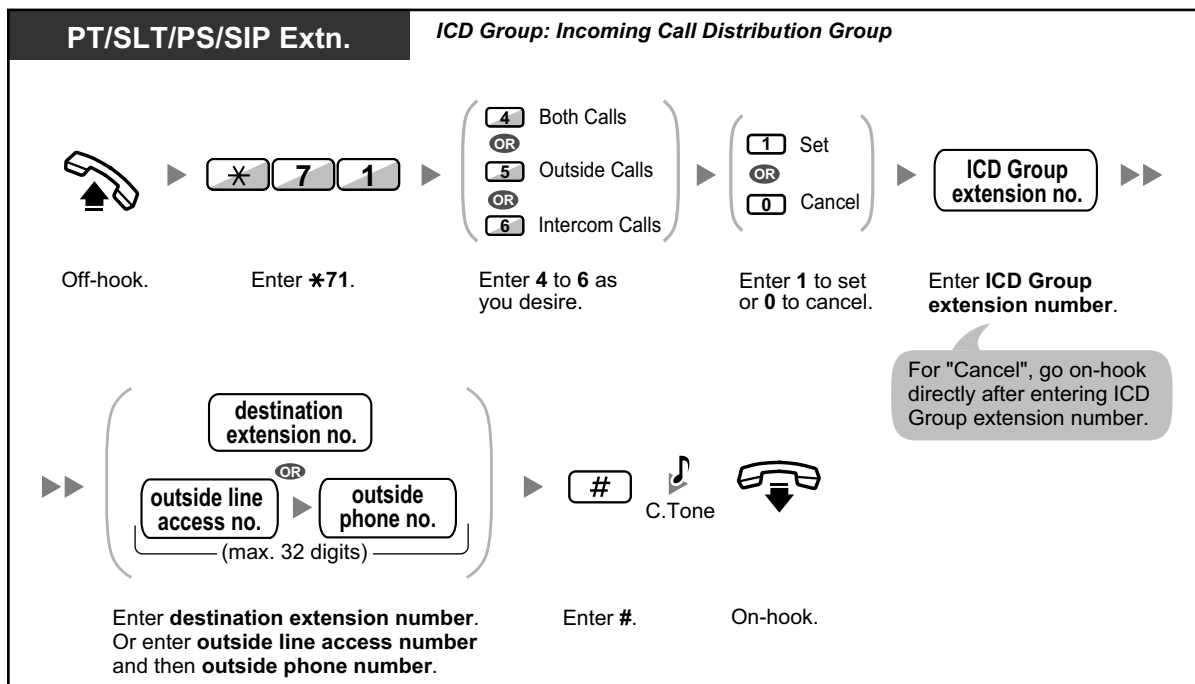 PT/SLT/PS/SIP Extn.
ICD Group: Incoming Call Distribution Group
4 Both Calls
OR
5 Outside Calls
OR
6 Intercom Calls
1 Set
OR
0 Cancel
ICD Group
extension no.
✳ 7 1
Off-hook.
Enter ✳71.
Enter 4 to 6 as
you desire.
Enter 1 to set
or 0 to cancel.
Enter ICD Group
extension number.
For "Cancel", go on-hook
directly after entering ICD
Group extension number.
destination
extension no.
OR
outside line
access no.
outside
phone no.
(max. 32 digits)
#
C.Tone
Enter destination extension number.
Or enter outside line access number
and then outside phone number.
Enter #.
On-hook.